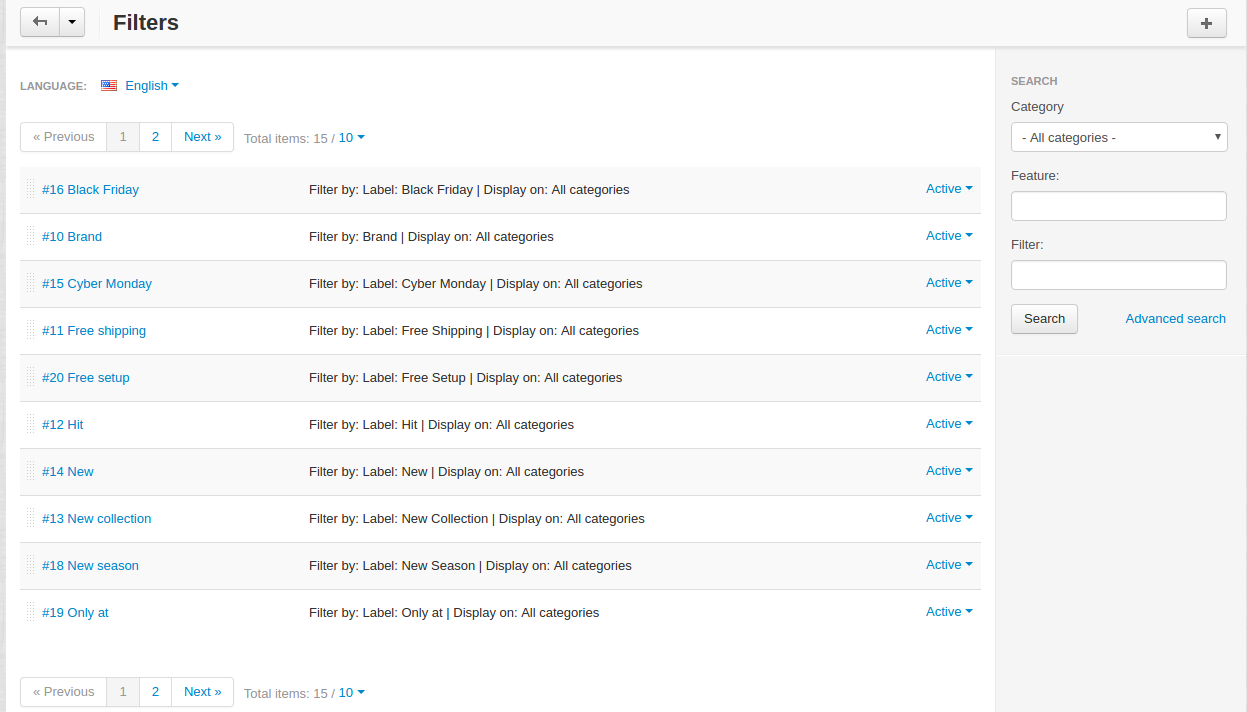 Filters
LANGUAGE: English
« Previous 1 2 Next » Total items: 15 / 10
#16 Black Friday Filter by: Label: Black Friday | Display on: All categories Active
#10 Brand Filter by: Brand | Display on: All categories Active
#15 Cyber Monday Filter by: Label: Cyber Monday | Display on: All categories Active
#11 Free shipping Filter by: Label: Free Shipping | Display on: All categories Active
#20 Free setup Filter by: Label: Free Setup | Display on: All categories Active
#12 Hit Filter by: Label: Hit | Display on: All categories Active
#14 New Filter by: Label: New | Display on: All categories Active
#13 New collection Filter by: Label: New Collection | Display on: All categories Active
#18 New season Filter by: Label: New Season | Display on: All categories Active
#19 Only at Filter by: Label: Only at | Display on: All categories Active
« Previous 1 2 Next » Total items: 15 / 10
SEARCH
Category
- All categories -
Feature:
Filter:
Search Advanced search